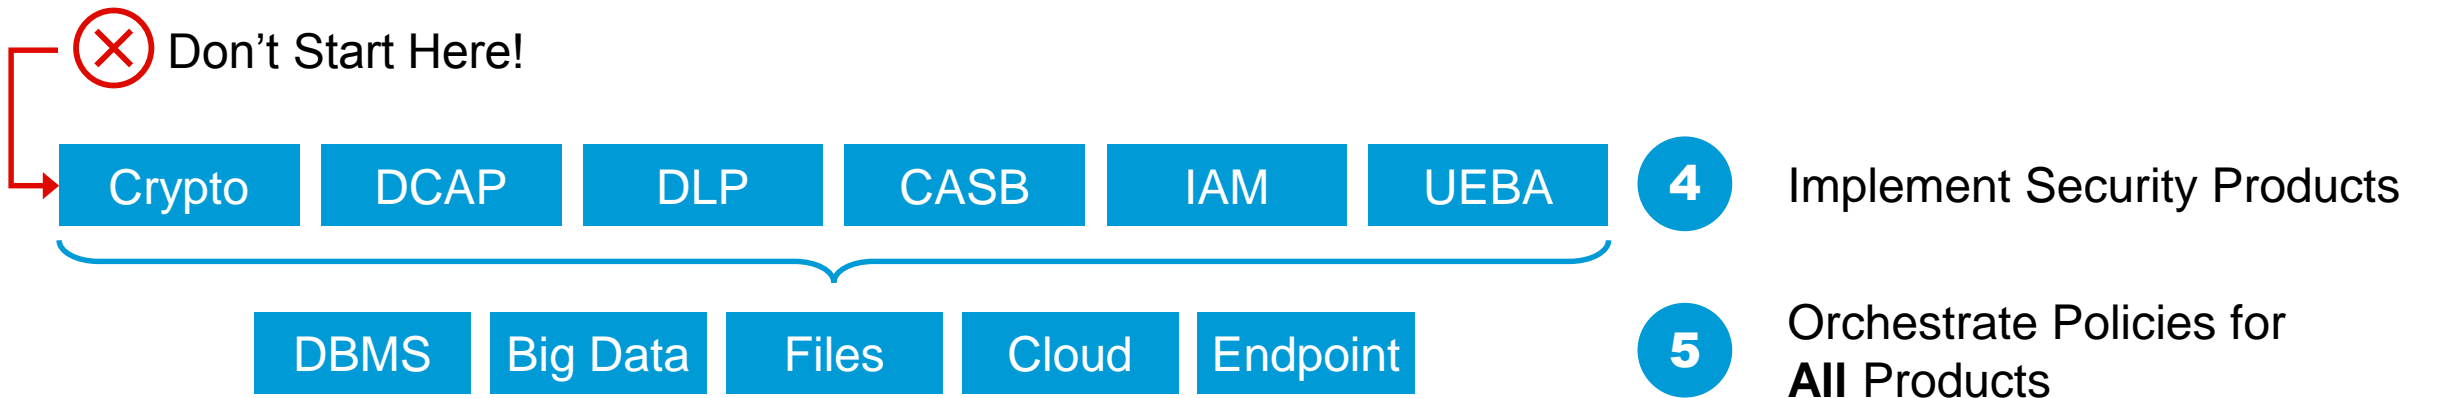 Don’t Start Here!
Crypto DCAP DLP CASB IAM UEBA 4 Implement Security Products
DBMS Big Data Files Cloud Endpoint 5 Orchestrate Policies for
All Products